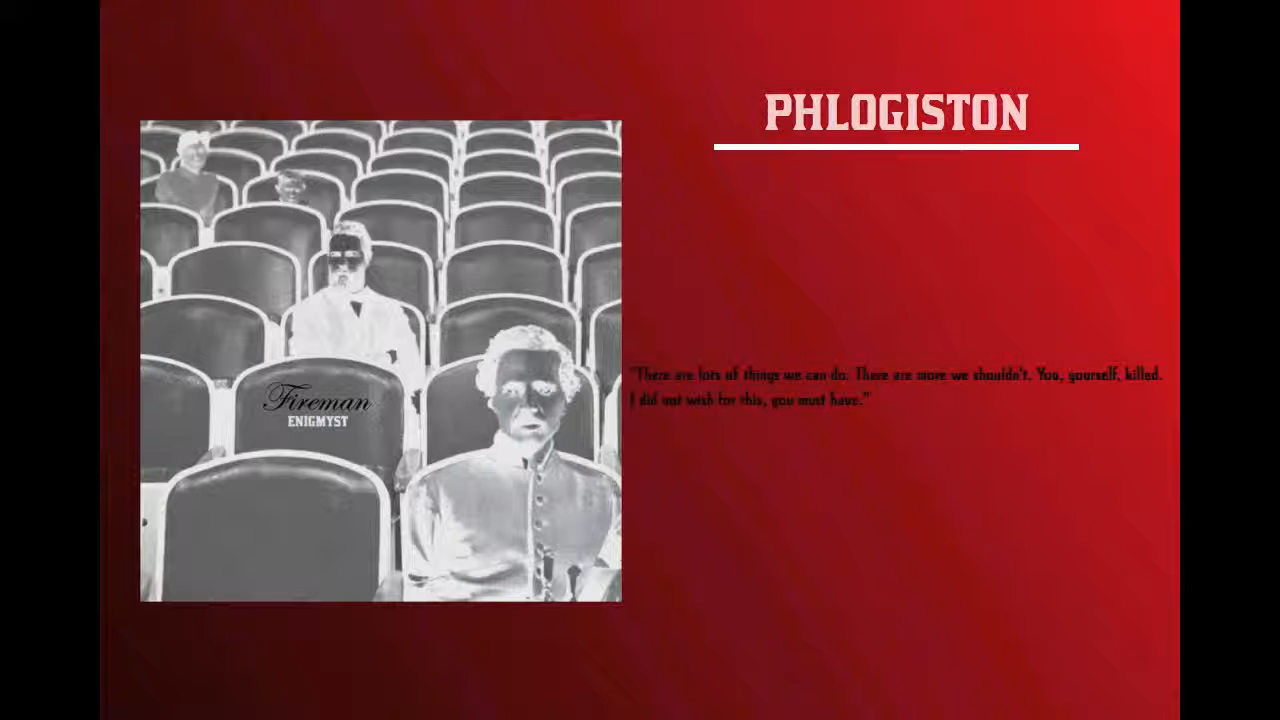 PHLOGISTON
"There are lots of things we can do. There are more we shouldn't. You, yourself, killed.
I did not wish for this, you must have."
Fireman
ENIGMYST